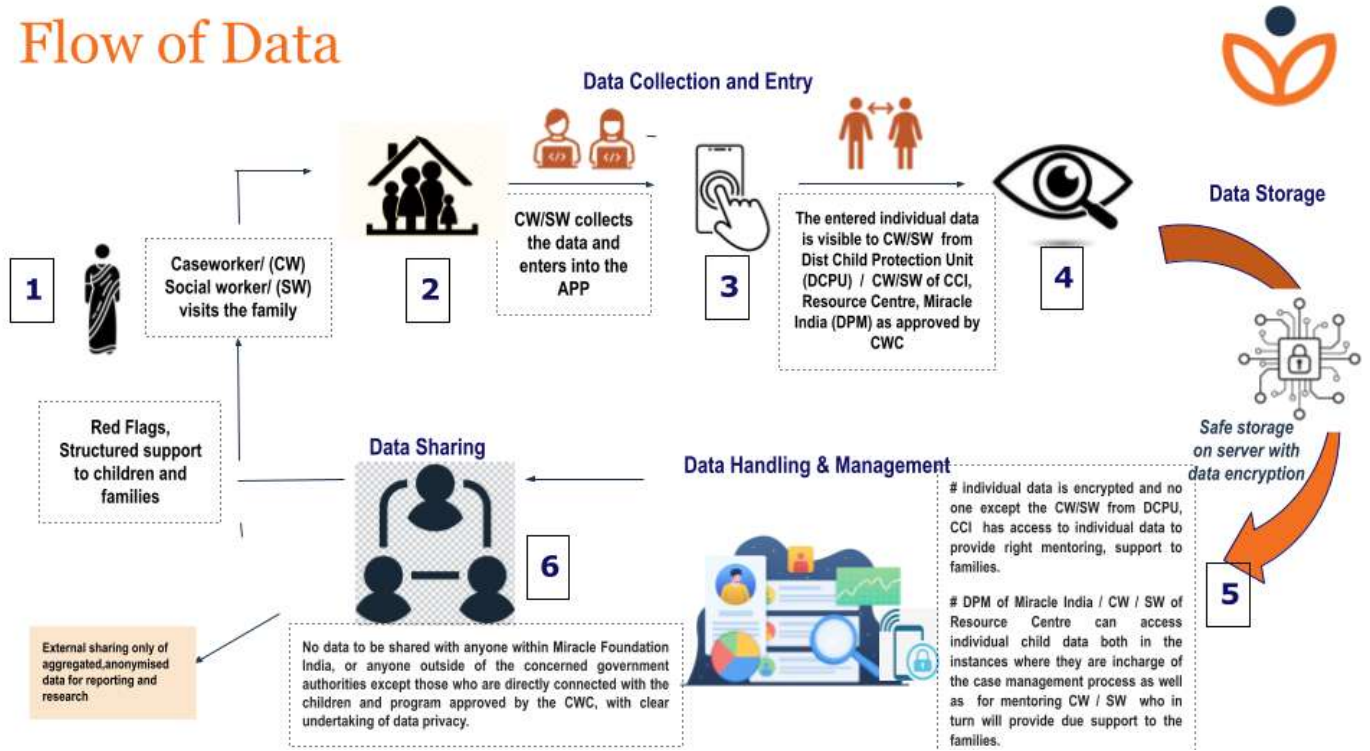 Flow of Data
Data Collection and Entry
1
Caseworker/ (CW)
Social worker/ (SW)
visits the family
2
CW/SW collects
the data and
enters into the
APP
3
The entered individual data
is visible to CW/SW from
Dist Child Protection Unit
(DCPU) / CW/SW of CCI,
Resource Centre, Miracle
India (DPM) as approved by
CWC
4
Data Storage
Safe storage
on server with
data encryption
5
Data Handling & Management
# individual data is encrypted and no
one except the CW/SW from DCPU,
CCI has access to individual data to
provide right mentoring, support to
families.
# DPM of Miracle India / CW / SW of
Resource Centre can access
individual child data both in the
instances where they are incharge of
the case management process as well
as for mentoring CW / SW who in
turn will provide due support to the
families.
Data Sharing
6
No data to be shared with anyone within Miracle Foundation
India, or anyone outside of the concerned government
authorities except those who are directly connected with the
children and program approved by the CWC, with clear
undertaking of data privacy.
Red Flags,
Structured support
to children and
families
External sharing only of
aggregated,anonymised
data for reporting and
research